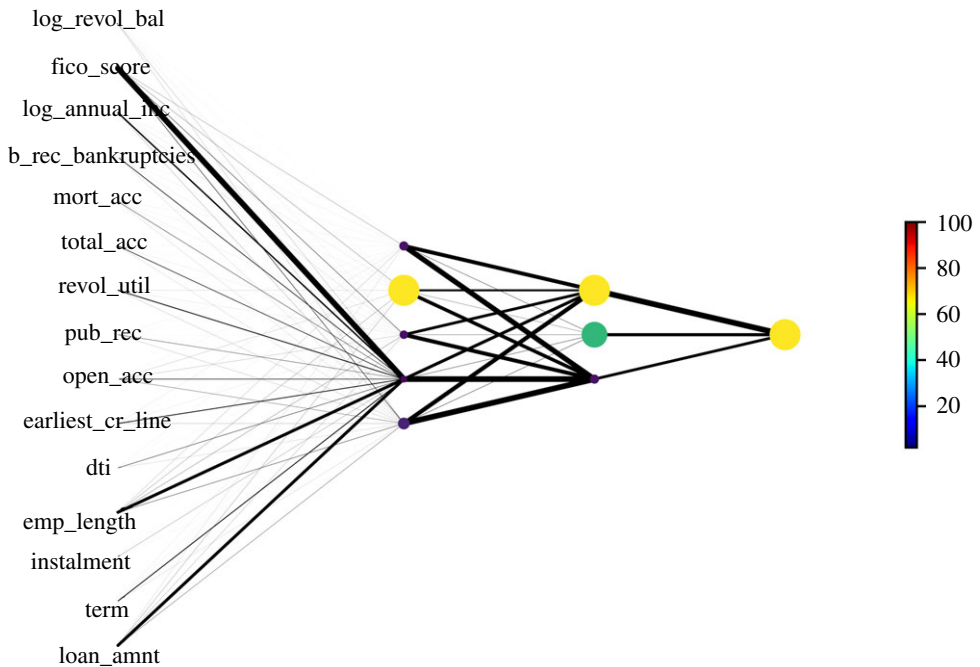 log_revol_bal
fico_score
log_annual_inc
b_rec_bankruptcies
mort_acc
total_acc
revol_util
pub_rec
open_acc
earliest_cr_line
dti
emp_length
instalment
term
loan_amnt
100
80
60
40
20